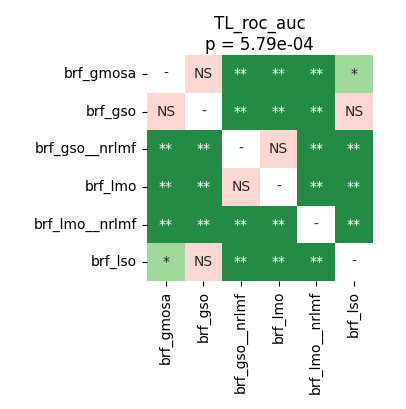 TL_roc_auc
p = 5.79e-04
brf_gmosa - NS ** ** ** *
brf_gso NS - ** ** ** NS
brf_gso__nrlmf ** ** - NS ** **
brf_lmo ** ** NS - ** **
brf_lmo__nrlmf ** ** ** ** - **
brf_lso * NS ** ** ** -
brf_gmosa
brf_gso
brf_gso__nrlmf
brf_lmo
brf_lmo__nrlmf
brf_lso